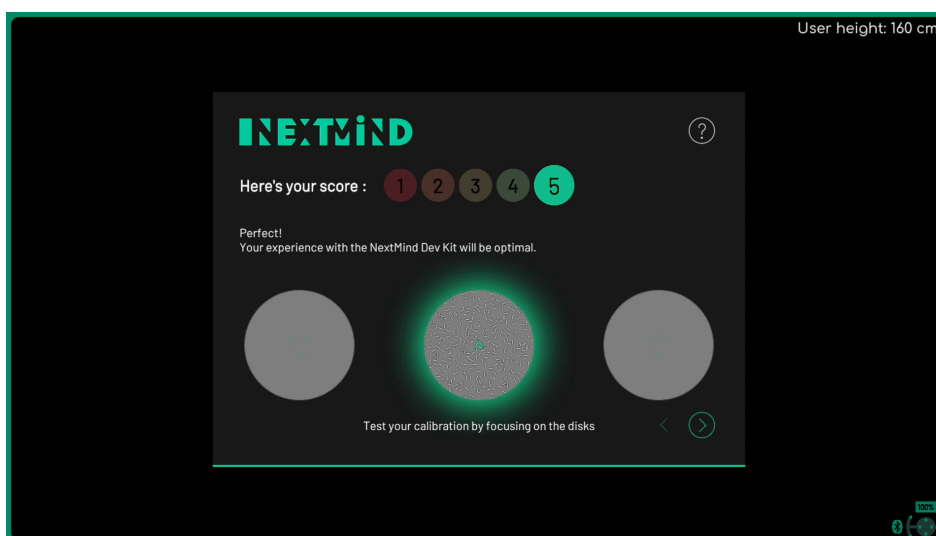 User height: 160 cm
NEXTMIND
?
Here's your score : 1 2 3 4 5
Perfect!
Your experience with the NextMind Dev Kit will be optimal.
Test your calibration by focusing on the disks
100%